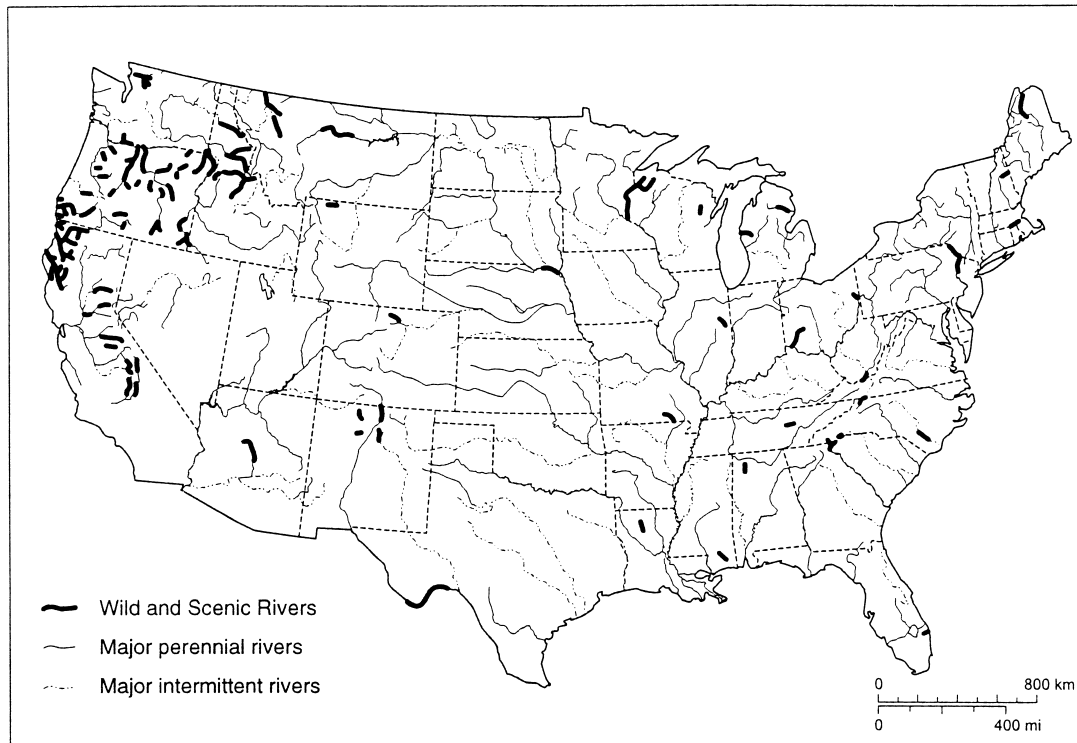 Wild and Scenic Rivers
Major perennial rivers
Major intermittent rivers
0 800 km
0 400 mi